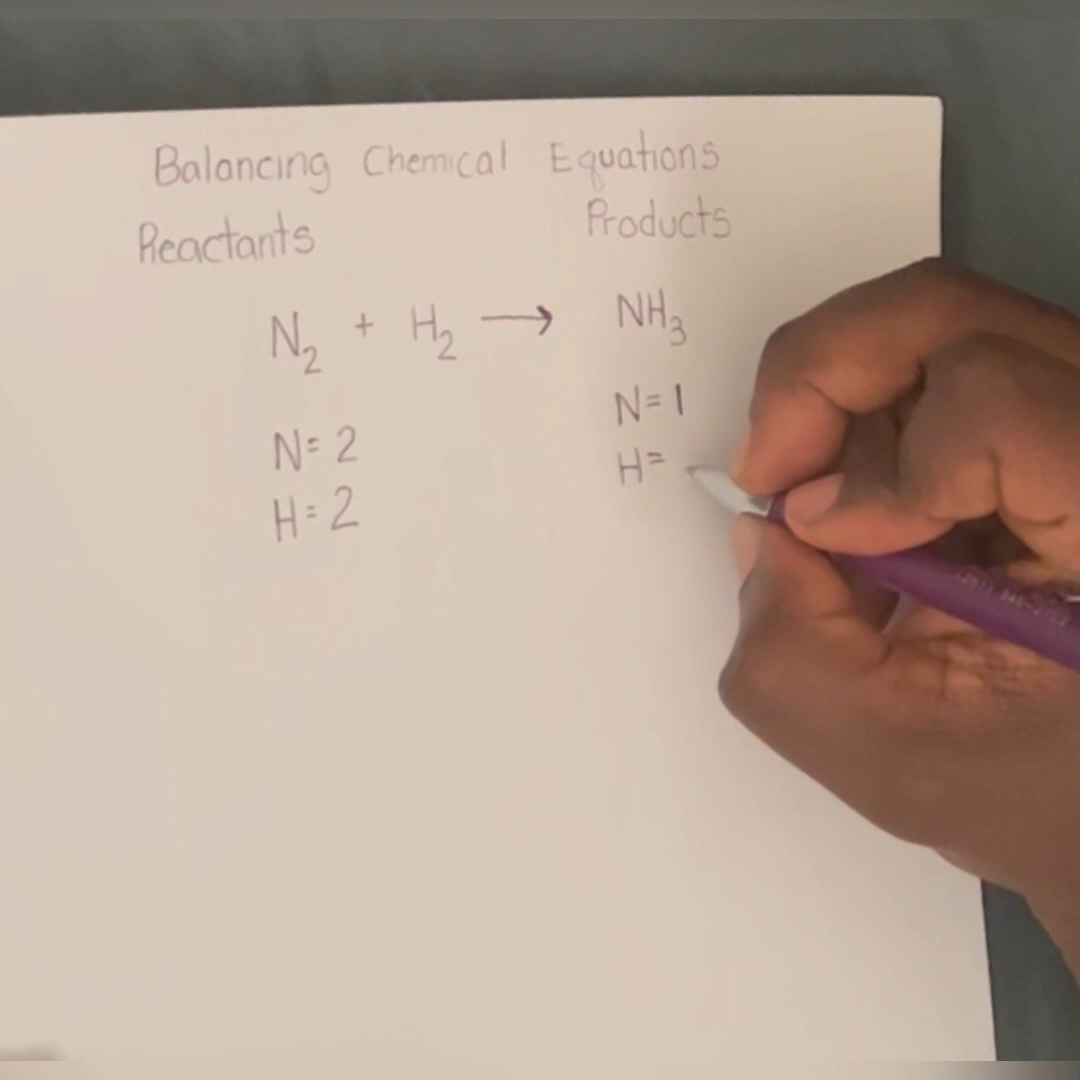 Balancing Chemical Equations
Reactants Products
N₂ + H₂ → NH₃
N=2 N=1
H=2 H=